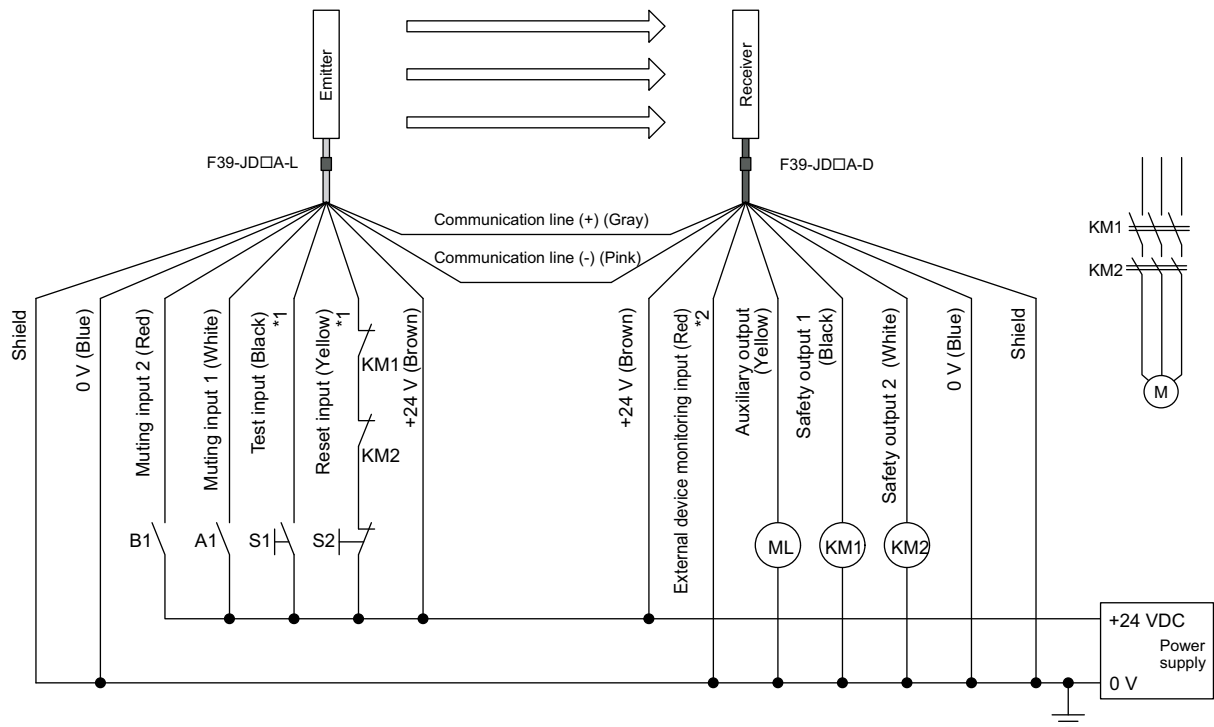 Emitter
Receiver
F39-JD□A-L
F39-JD□A-D
Communication line (+) (Gray)
Communication line (-) (Pink)
Shield
0 V (Blue)
Muting input 2 (Red)
Muting input 1 (White)
Test input (Black)
*1
Reset input (Yellow)
*1
KM1
KM2
+24 V (Brown)
+24 V (Brown)
External device monitoring input (Red)
*2
Auxiliary output
(Yellow)
Safety output 1
(Black)
Safety output 2 (White)
0 V (Blue)
Shield
KM1
KM2
M
B1
A1
S1
S2
ML
KM1
KM2
+24 VDC
Power
supply
0 V